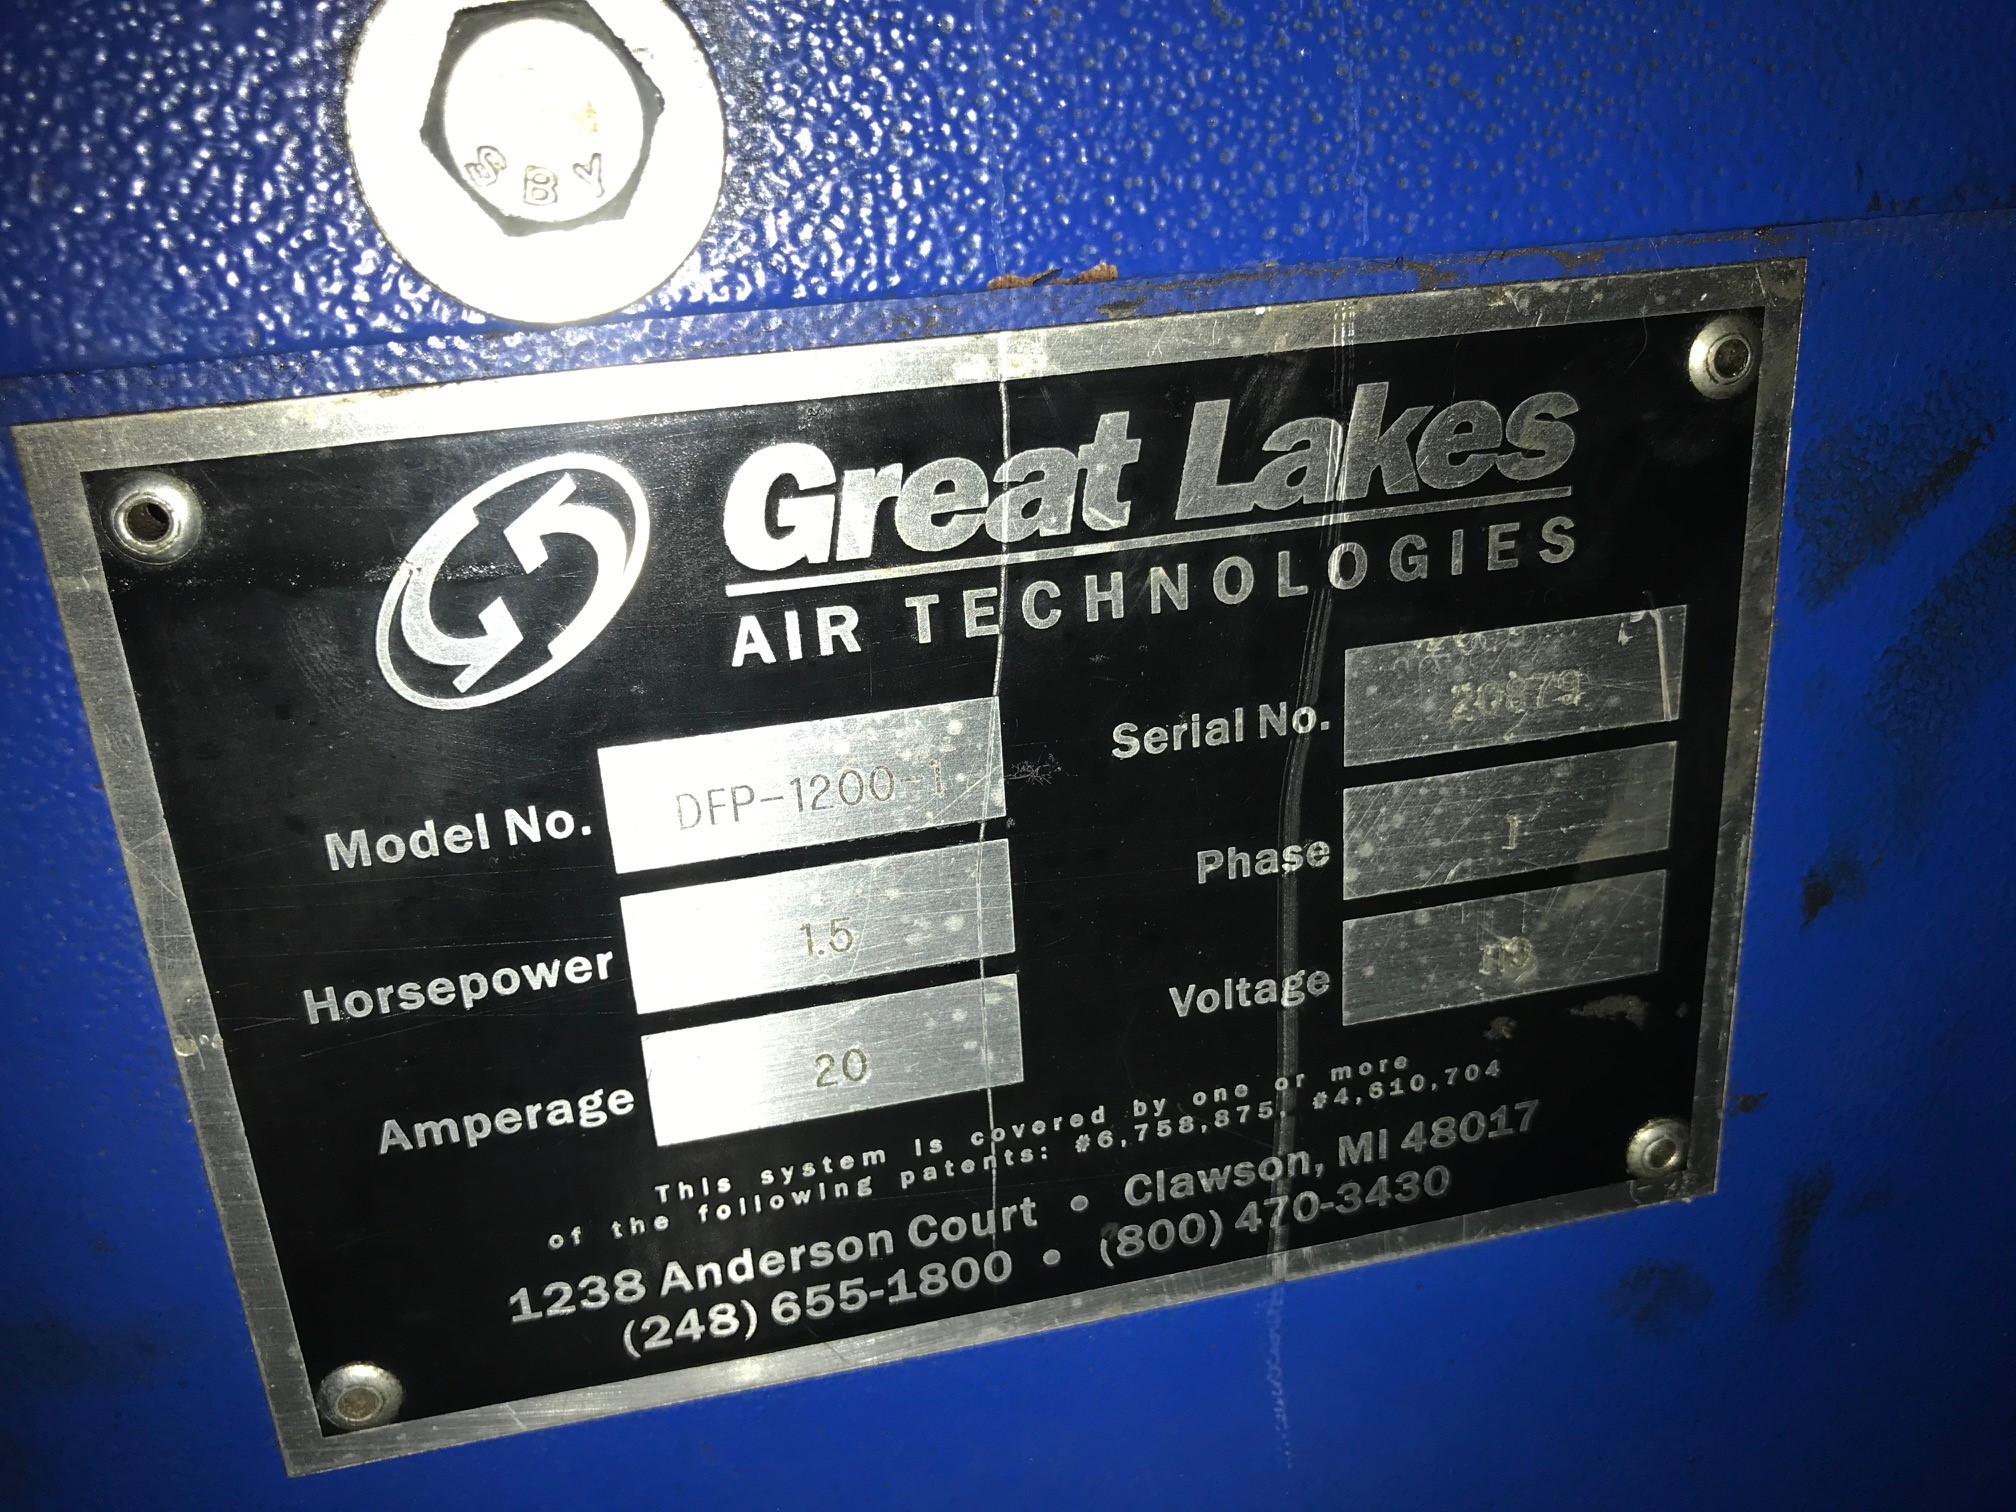 SBY
Great Lakes
AIR TECHNOLOGIES
Model No. DFP-1200-1
Serial No. 20879
Horsepower 1.5
Phase 1
Amperage 20
Voltage
This system is covered by one or more
of the following patents: #6,758,875, #4,610,704
1238 Anderson Court • Clawson, MI 48017
(248) 655-1800 • (800) 470-3430